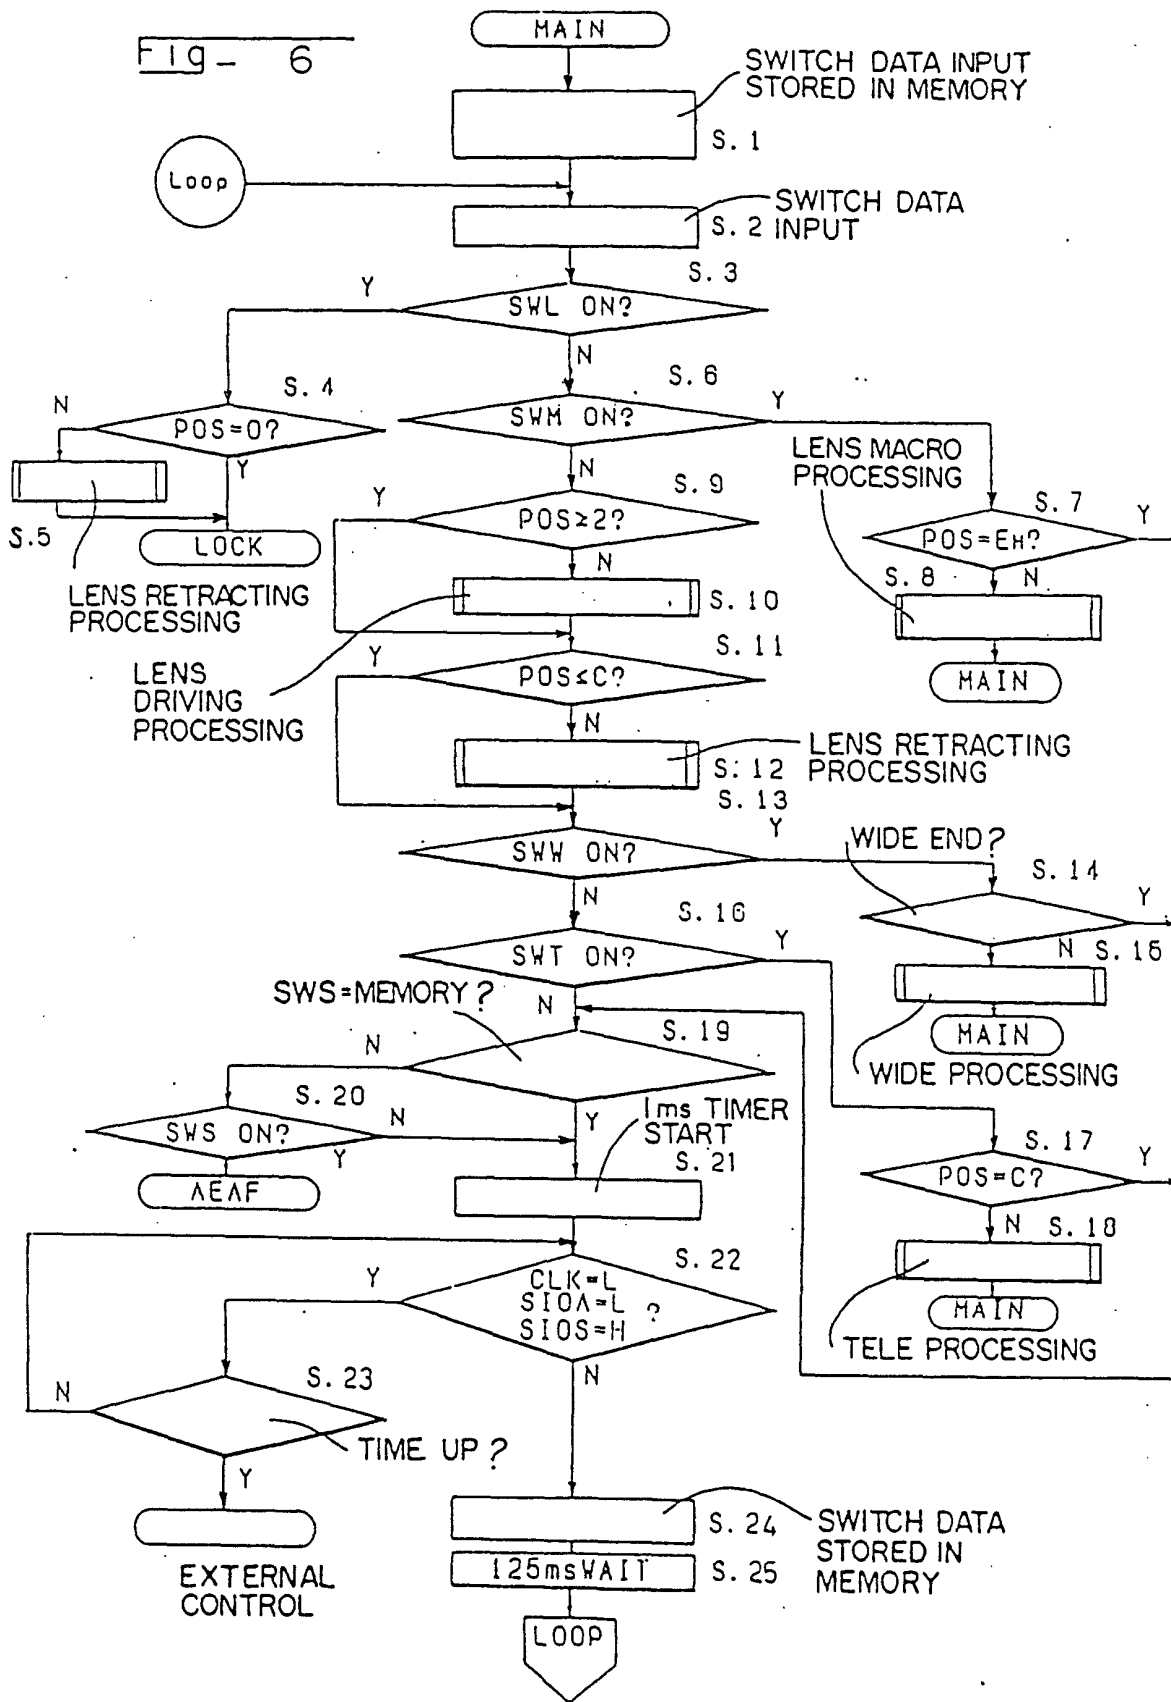 Fig- 6
MAIN
SWITCH DATA INPUT
STORED IN MEMORY
S.1
Loop
SWITCH DATA
INPUT
S.2
S.3
Y
SWL ON?
N
S.4
S.6
N
Y
POS=0?
SWM ON?
Y
N
LENS MACRO
PROCESSING
S.9
S.7
Y
Y
S.5
LOCK
POS≥2?
POS=EH?
N
S.8
N
LENS RETRACTING
PROCESSING
S.10
S.11
Y
MAIN
LENS
DRIVING
PROCESSING
POS≤C?
N
LENS RETRACTING
PROCESSING
S.12
S.13
Y
WIDE END?
SWW ON?
S.14
Y
N
S.16
Y
N
S.15
SWT ON?
SWS=MEMORY?
N
S.19
MAIN
N
WIDE PROCESSING
S.20
1ms TIMER
START
N
Y
SWS ON?
S.17
Y
Y
S.21
AEAF
POS=C?
N
S.18
S.22
Y
CLK=L
SIOA=L
SIOS=H
?
MAIN
TELE PROCESSING
N
S.23
N
TIME UP?
Y
S.24
SWITCH DATA
STORED IN
MEMORY
125msWAIT
S.25
EXTERNAL
CONTROL
LOOP